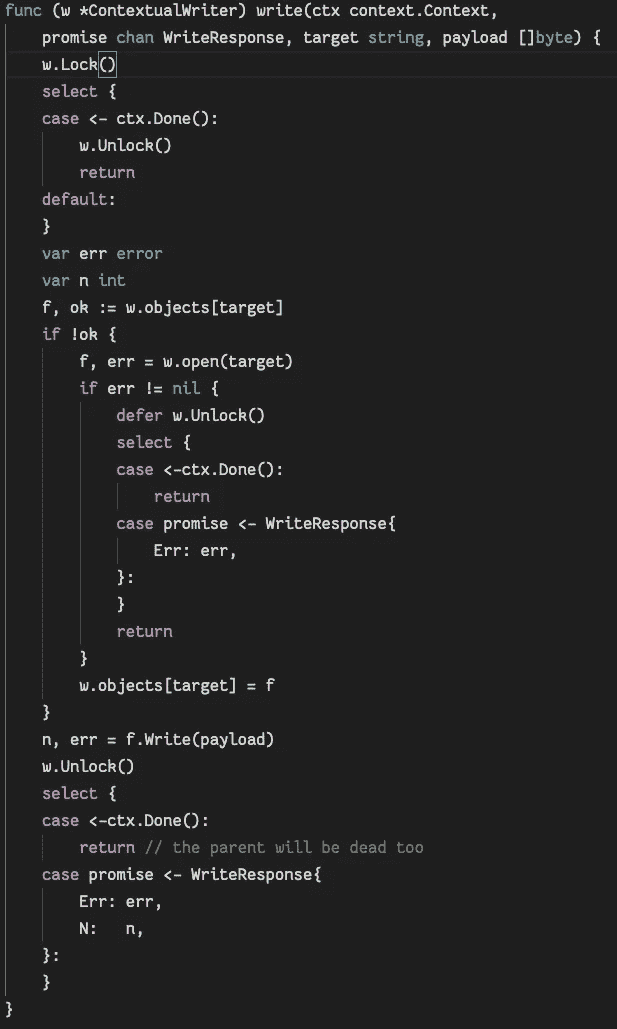 func (w *ContextualWriter) write(ctx context.Context,
    promise chan WriteResponse, target string, payload []byte) {
    w.Lock()
    select {
    case <- ctx.Done():
        w.Unlock()
        return
    default:
    }
    var err error
    var n int
    f, ok := w.objects[target]
    if !ok {
        f, err = w.open(target)
        if err != nil {
            defer w.Unlock()
            select {
            case <-ctx.Done():
                return
            case promise <- WriteResponse{
                Err: err,
            }:
            }
            return
        }
        w.objects[target] = f
    }
    n, err = f.Write(payload)
    w.Unlock()
    select {
    case <-ctx.Done():
        return // the parent will be dead too
    case promise <- WriteResponse{
        Err: err,
        N:   n,
    }:
    }
}